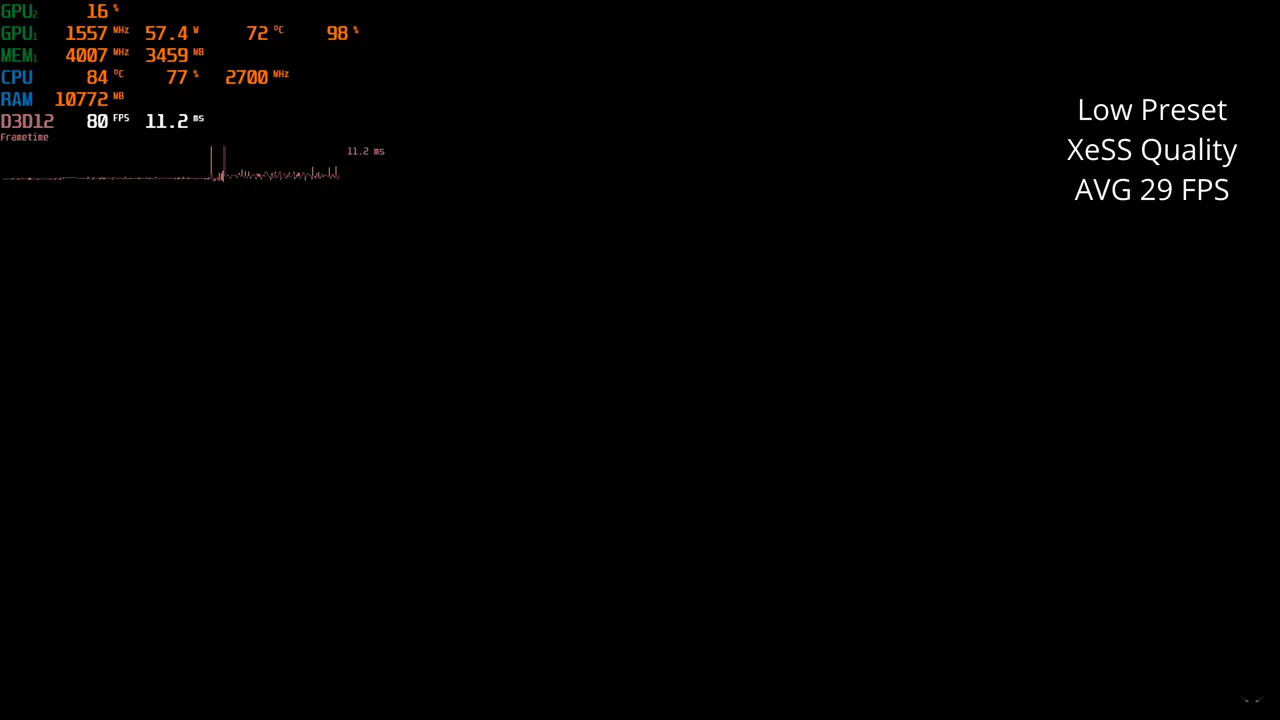 GPU₂ 16 %
GPU₁ 1557 MHz 57.4 W 72 °C 98 %
MEM₁ 4007 MHz 3459 MB
CPU 84 °C 77 % 2700 MHz
RAM 10772 MB
D3D12 80 FPS 11.2 ms
Frametime
11.2 ms
Low Preset
XeSS Quality
AVG 29 FPS